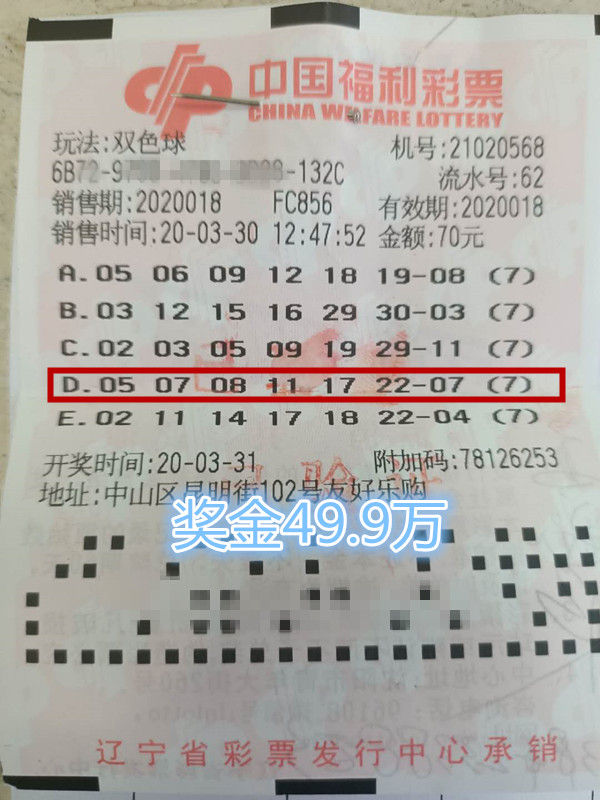 中国福利彩票
CHINA WELFARE LOTTERY
玩法:双色球 机号:21020568
6B72-9 -132C 流水号:62
销售期:2020018 FC856 有效期:2020018
销售时间:20-03-30 12:47:52 金额:70元
A.05 06 09 12 18 19-08 (7)
B.03 12 15 16 29 30-03 (7)
C.02 03 05 09 19 29-11 (7)
D.05 07 08 11 17 22-07 (7)
E.02 11 14 17 18 22-04 (7)
开奖时间:20-03-31 附加码:78126253
地址:中山区昆明街102号友好乐购
奖金49.9万
辽宁省彩票发行中心承销